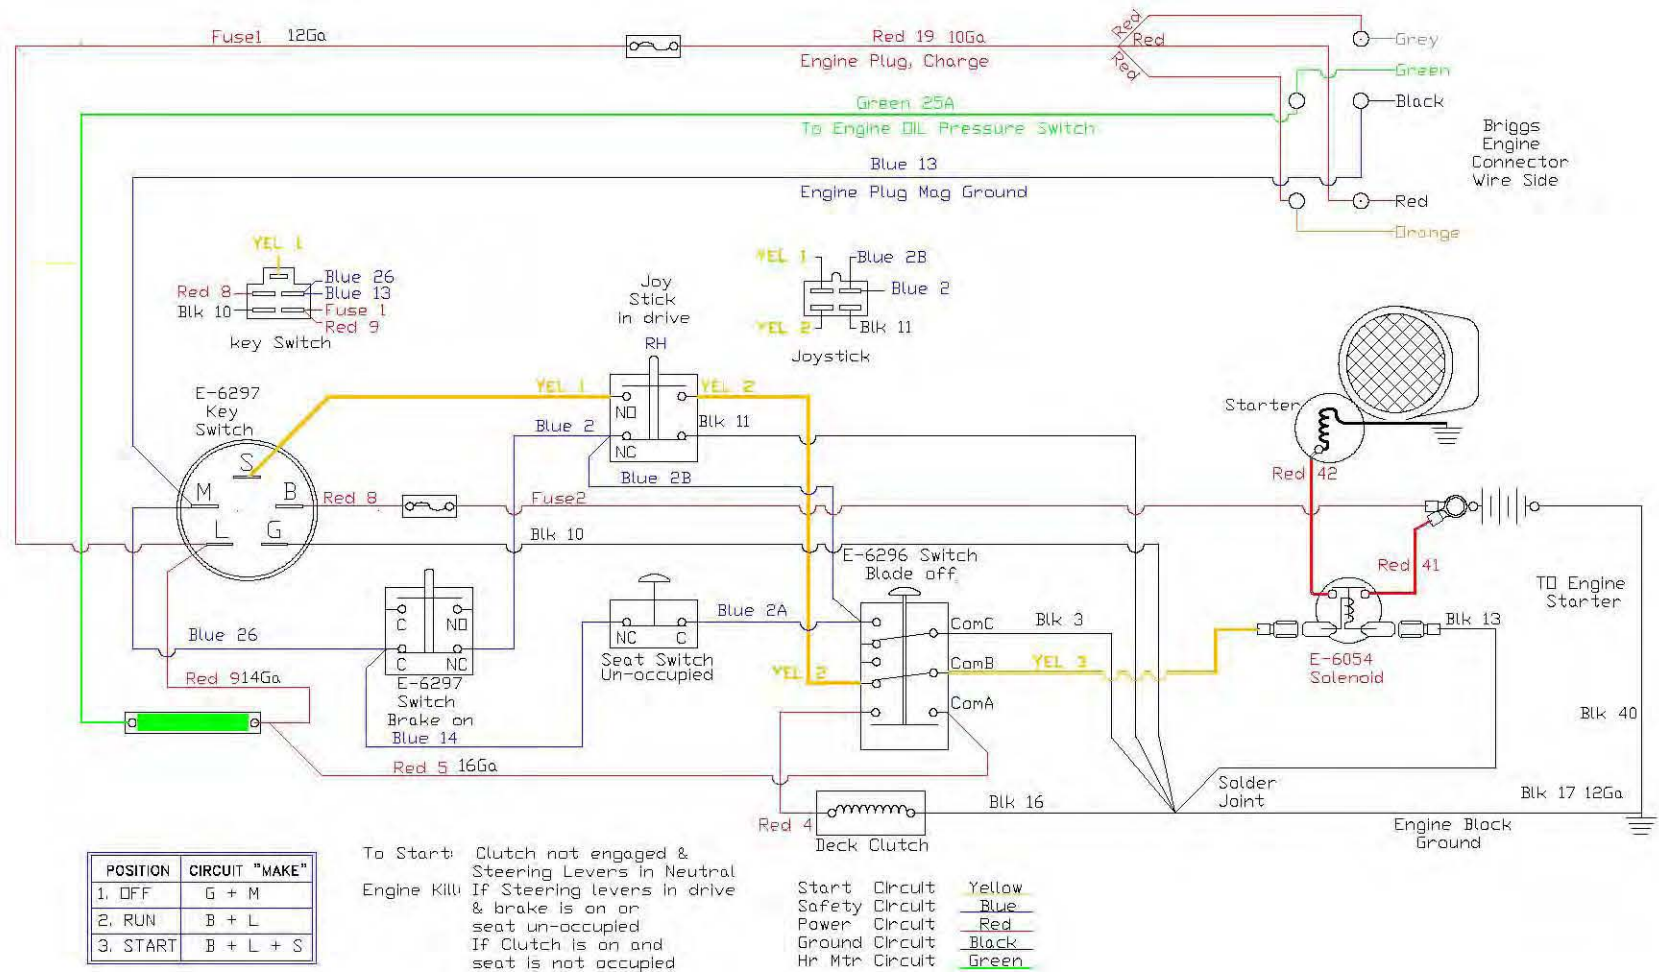 Fuse1 12Ga
Red 19 10Ga
Engine Plug, Charge
Red
Red
Red
Grey
Green
Black
Green 25A
To Engine OIL Pressure Switch
Blue 13
Engine Plug Mag Ground
Briggs
Engine
Connector
Wire Side
Red
Orange
YEL 1
Red 8
Blk 10
Blue 26
Blue 13
Fuse 1
Red 9
key Switch
Joy
Stick
in drive
RH
YEL 1
Blue 2B
Blue 2
YEL 2
Blk 11
Joystick
E-6297
Key
Switch
YEL 1
YEL 2
NO
Blue 2
Blk 11
NC
Blue 2B
Starter
Red 42
S
M
B
L
G
Red 8
Fuse2
Blk 10
E-6296 Switch
Blade off
Red 41
TO Engine
Starter
C
NO
C
NC
Blue 26
E-6297
Switch
Brake on
Blue 14
NC
C
Seat Switch
Un-occupied
Blue 2A
ComC
Blk 3
ComB
YEL 3
ComA
YEL 2
Blk 13
E-6054
Solenoid
Red 914Ga
Red 5 16Ga
Blk 40
Red 4
Deck Clutch
Blk 16
Solder
Joint
Blk 17 12Ga
Engine Block
Ground
POSITION CIRCUIT "MAKE"
1. OFF G + M
2. RUN B + L
3. START B + L + S
To Start: Clutch not engaged &
Steering Levers in Neutral
Engine Kill: If Steering levers in drive
& brake is on or
seat un-occupied
If Clutch is on and
seat is not occupied
Start Circuit Yellow
Safety Circuit Blue
Power Circuit Red
Ground Circuit Black
Hr Mtr Circuit Green